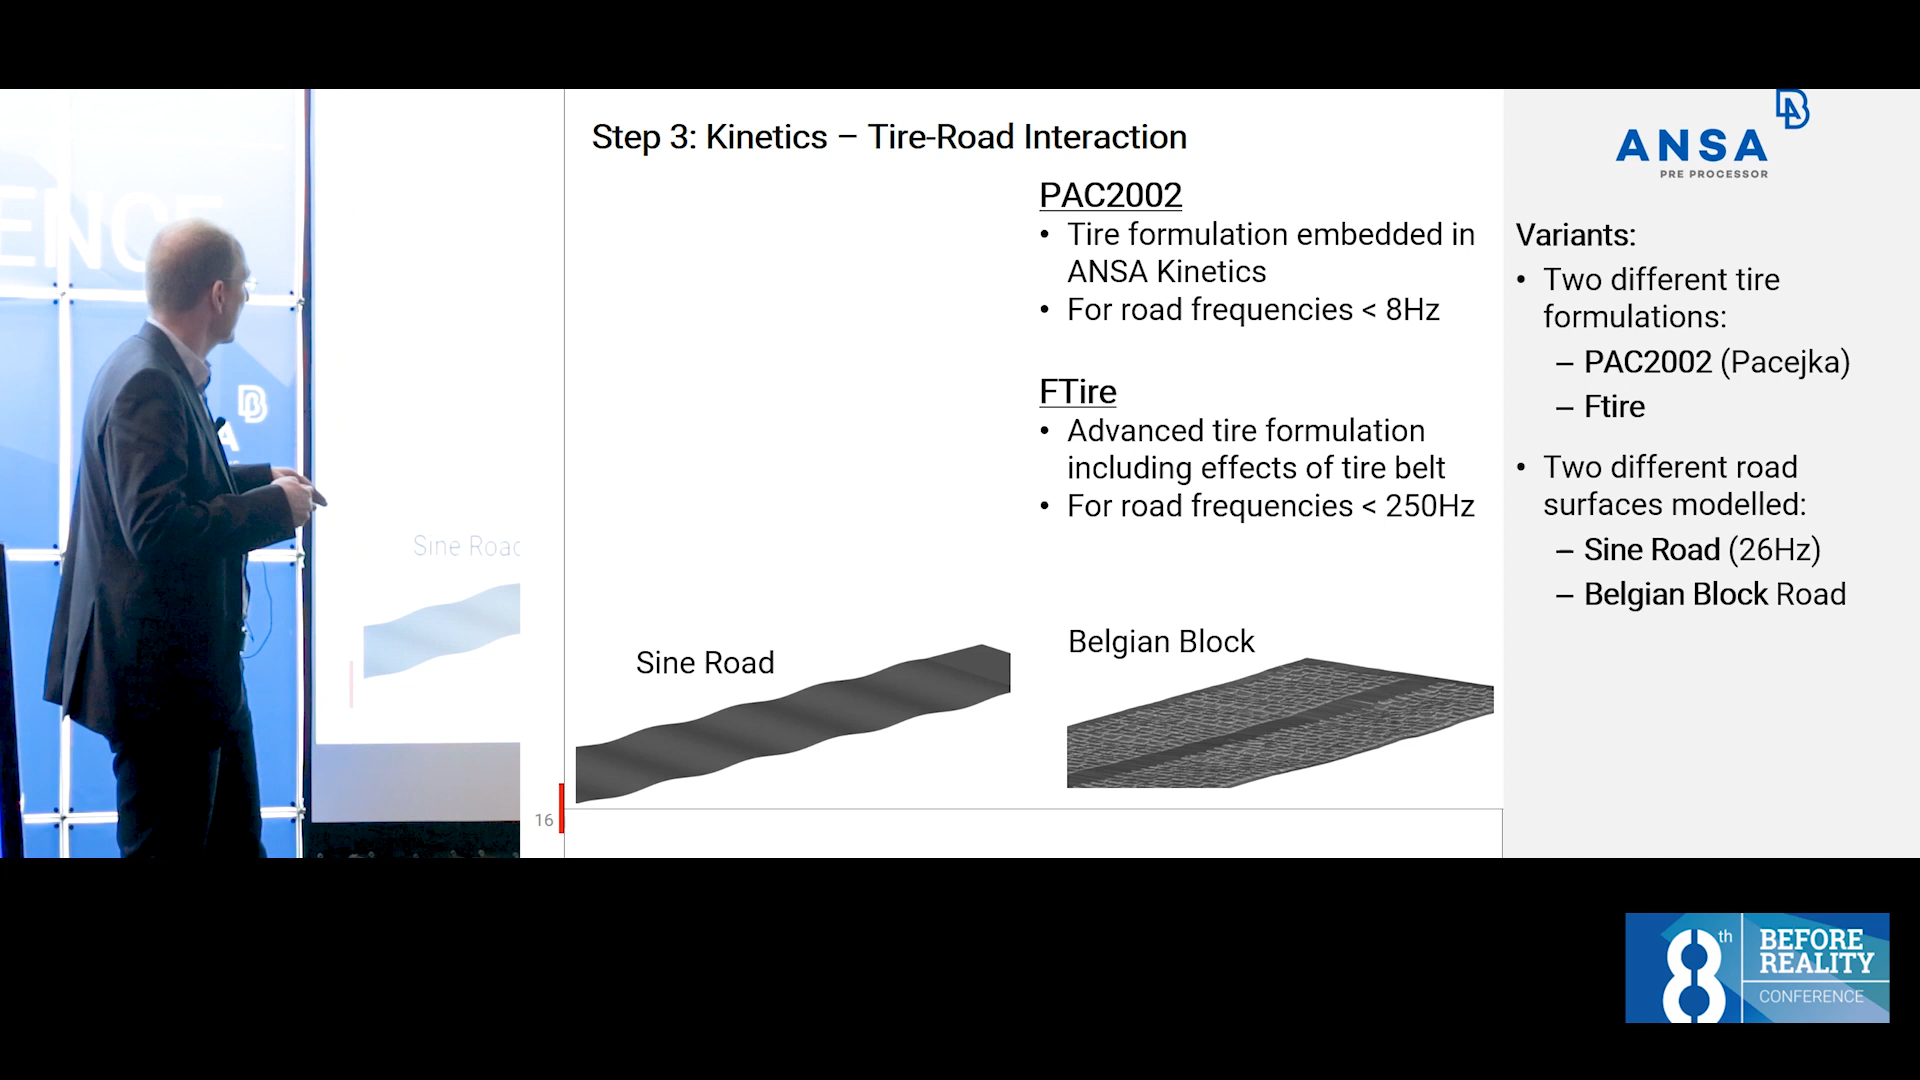 ENCE
Sine Road
Step 3: Kinetics – Tire-Road Interaction
PAC2002
• Tire formulation embedded in
ANSA Kinetics
• For road frequencies < 8Hz
FTire
• Advanced tire formulation
including effects of tire belt
• For road frequencies < 250Hz
Sine Road
Belgian Block
16
ANSA
PRE PROCESSOR
Variants:
• Two different tire
formulations:
– PAC2002 (Pacejka)
– Ftire
• Two different road
surfaces modelled:
– Sine Road (26Hz)
– Belgian Block Road
8th
BEFORE
REALITY
CONFERENCE